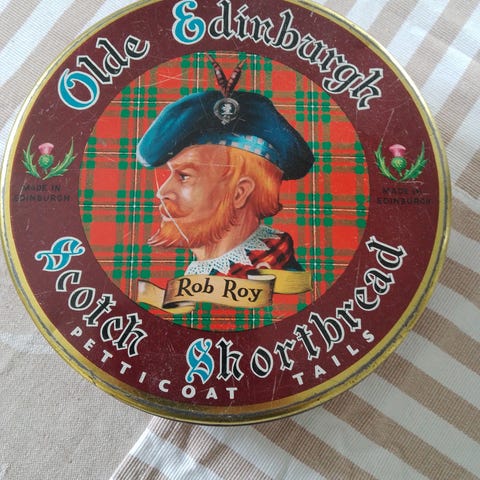 Olde Edinburgh
MADE IN
EDINBURGH
MADE IN
EDINBURGH
Rob Roy
Scotch Shortbread
PETTICOAT TAILS